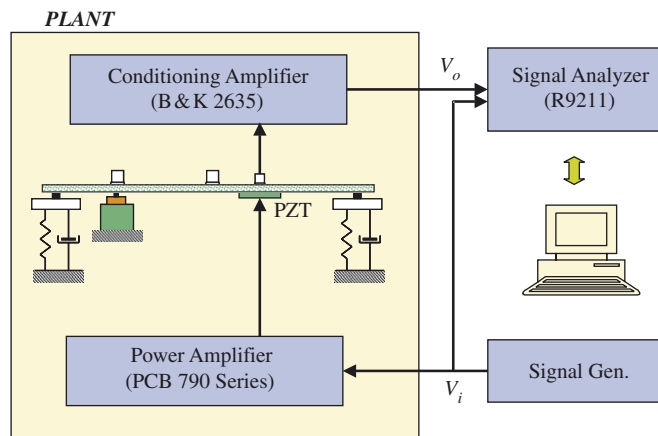 PLANT
Conditioning Amplifier
(B & K 2635)
Vo
Signal Analyzer
(R9211)
PZT
Power Amplifier
(PCB 790 Series)
Vi
Signal Gen.